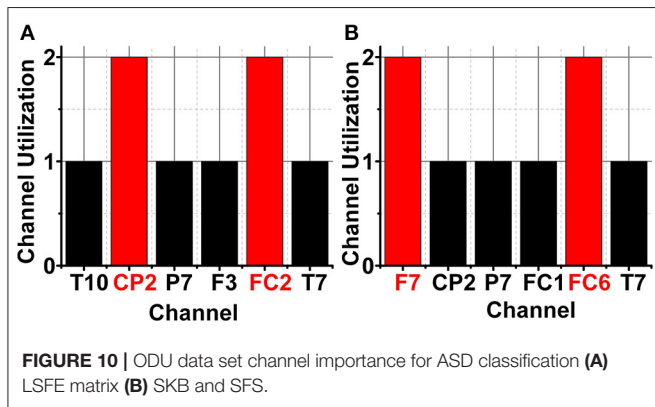 A
Channel Utilization
2
1
0
T10 CP2 P7 F3 FC2 T7
Channel
B
Channel Utilization
2
1
0
F7 CP2 P7 FC1 FC6 T7
Channel
FIGURE 10 | ODU data set channel importance for ASD classification (A)
LSFE matrix (B) SKB and SFS.